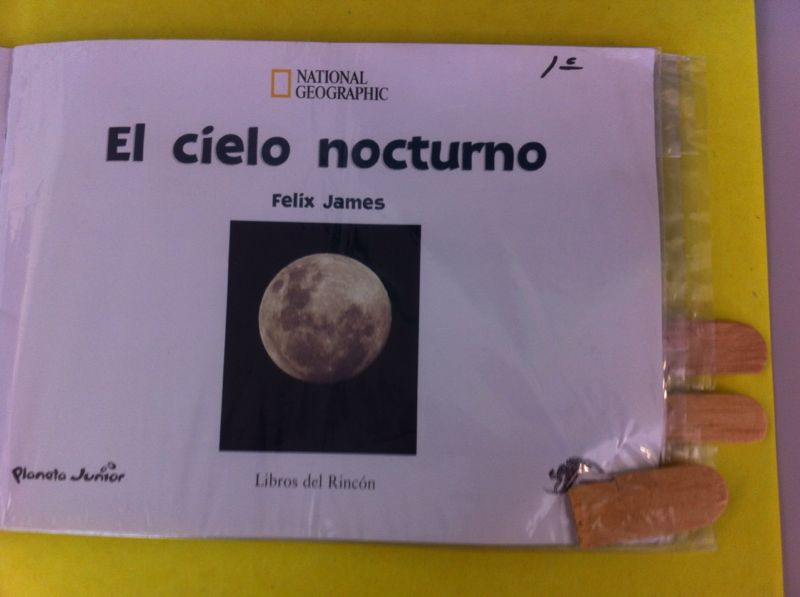 NATIONAL
GEOGRAPHIC
1º
El cielo nocturno
Felix James
Planeta Junior
Libros del Rincón